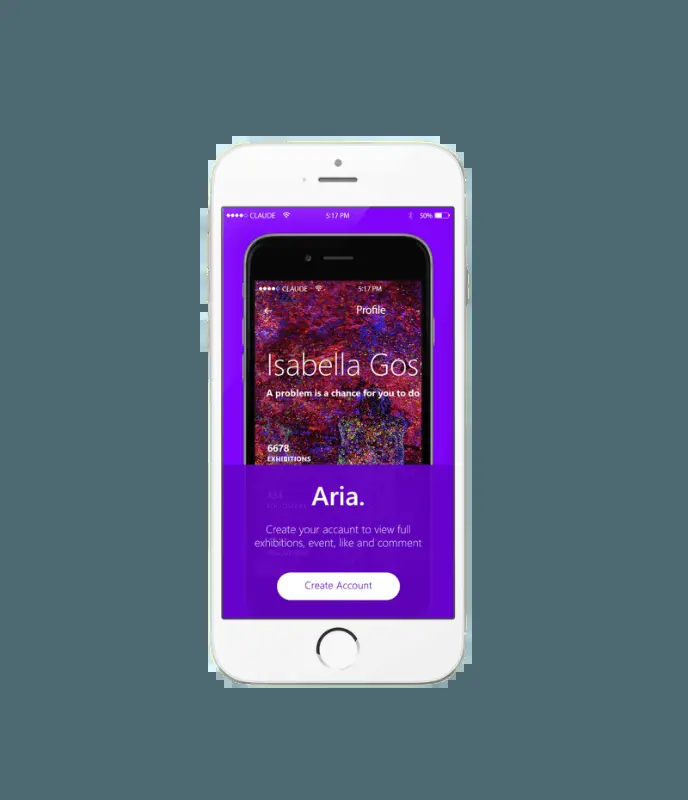 CLAUDE 5:17 PM 50%
CLAUDE 5:17 PM
Profile
Isabella Gos
A problem is a chance for you to do
6678
EXHIBITIONS
Aria.
Create your accaunt to view full
exhibitions, event, like and comment
Create Account